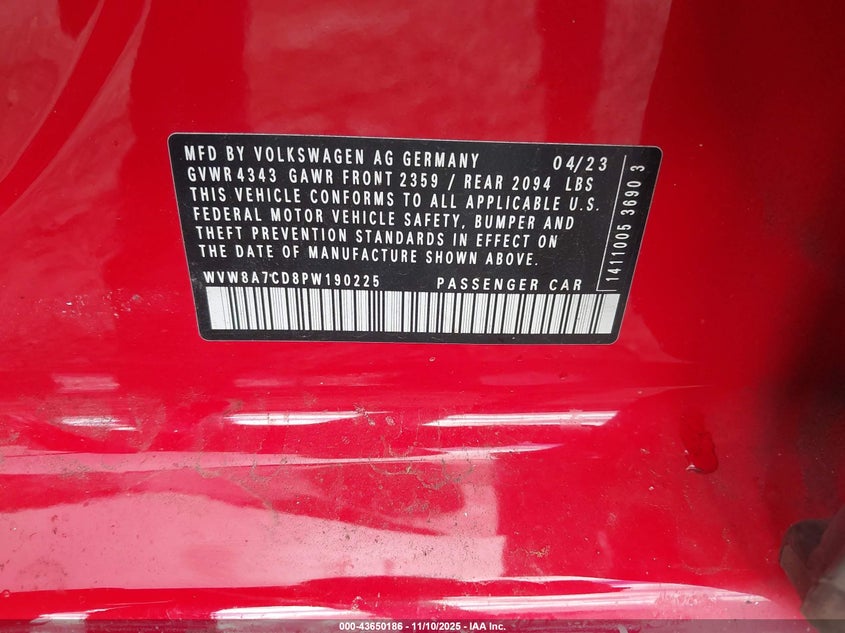 MFD BY VOLKSWAGEN AG GERMANY 04/23
GVWR 4343 GAWR FRONT 2359 / REAR 2094 LBS
THIS VEHICLE CONFORMS TO ALL APPLICABLE U.S.
FEDERAL MOTOR VEHICLE SAFETY, BUMPER AND
THEFT PREVENTION STANDARDS IN EFFECT ON
THE DATE OF MANUFACTURE SHOWN ABOVE.
WVW8A7CD8PW190225 PASSENGER CAR
1411005 3690 3
000-43650186 - 11/10/2025 - IAA Inc.